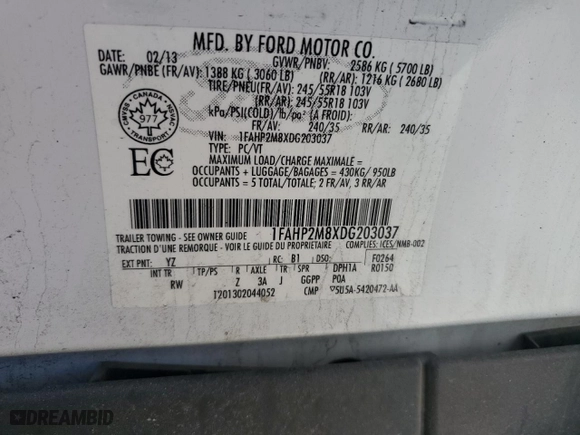 MFD. BY FORD MOTOR CO.
DATE: 02/13 GVWR/PNBV: 2586 KG ( 5700 LB)
GAWR/PNBE (FR/AV): 1388 KG ( 3060 LB) (RR/AR): 1216 KG ( 2680 LB)
TIRE/PNEU(FR/AV): 245/55R18 103V
(RR/AR): 245/55R18 103V
kPa/PSI(COLD)/lb/po² (A FROID):
FR/AV: 240/35 RR/AR: 240/35
VIN: 1FAHP2M8XDG203037
TYPE: PC/VT
MAXIMUM LOAD/CHARGE MAXIMALE =
OCCUPANTS + LUGGAGE/BAGAGES = 430KG/ 950LB
OCCUPANTS = 5 TOTAL/TOTALE; 2 FR/AV, 3 RR/AR
CANADA
977
TRANSPORT
EC
1FAHP2M8XDG203037
TRAILER TOWING - SEE OWNER GUIDE
TRACTION D'UNE REMORQUE - VOIR LE GUIDE DU PROPRIETAIRE COMPLIES: ICES/NMB-002
EXT PNT: YZ RC: B1 DSO: F0264
INT TR TP/PS R AXLE TR SPR DPH1A R0150
RW Z 3A J GGPP P0A
T201302044052 CMP 5U5A-5420472-AA
DREAMBID